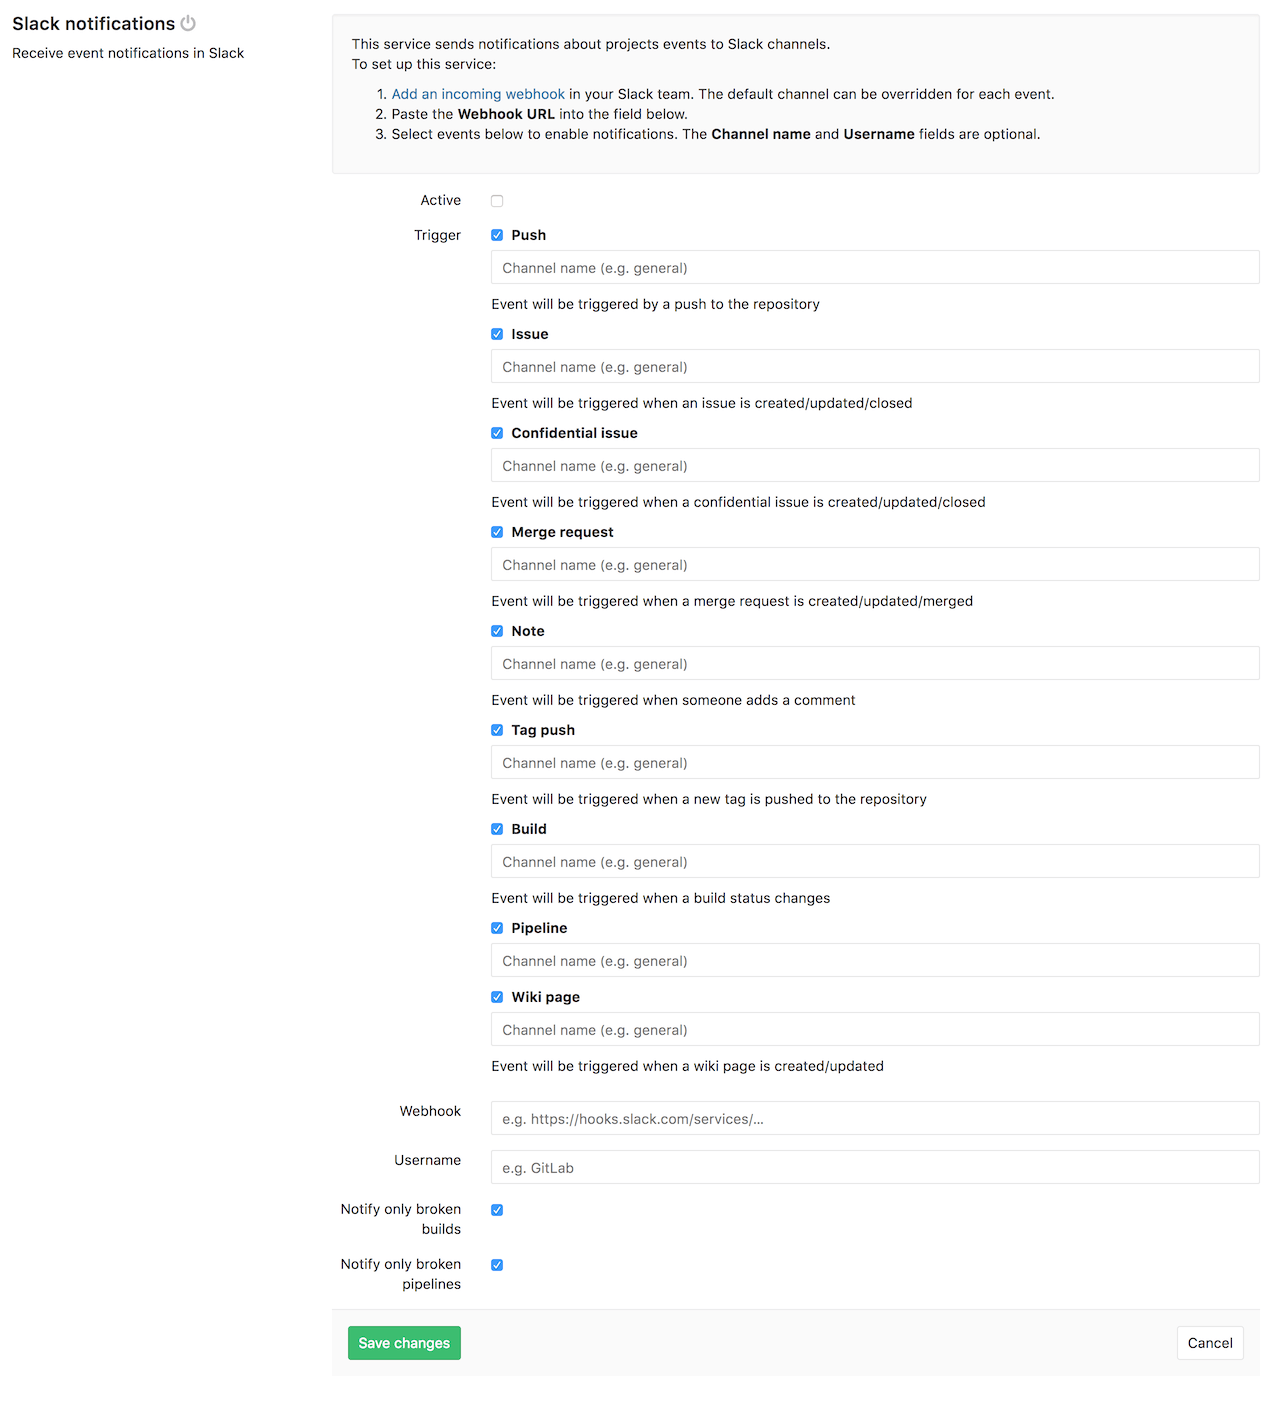 Slack notifications
Receive event notifications in Slack
This service sends notifications about projects events to Slack channels.
To set up this service:
1. Add an incoming webhook in your Slack team. The default channel can be overridden for each event.
2. Paste the Webhook URL into the field below.
3. Select events below to enable notifications. The Channel name and Username fields are optional.
Active
Trigger
Push
Channel name (e.g. general)
Event will be triggered by a push to the repository
Issue
Channel name (e.g. general)
Event will be triggered when an issue is created/updated/closed
Confidential issue
Channel name (e.g. general)
Event will be triggered when a confidential issue is created/updated/closed
Merge request
Channel name (e.g. general)
Event will be triggered when a merge request is created/updated/merged
Note
Channel name (e.g. general)
Event will be triggered when someone adds a comment
Tag push
Channel name (e.g. general)
Event will be triggered when a new tag is pushed to the repository
Build
Channel name (e.g. general)
Event will be triggered when a build status changes
Pipeline
Channel name (e.g. general)
Wiki page
Channel name (e.g. general)
Event will be triggered when a wiki page is created/updated
Webhook
e.g. https://hooks.slack.com/services/...
Username
e.g. GitLab
Notify only broken
builds
Notify only broken
pipelines
Save changes
Cancel